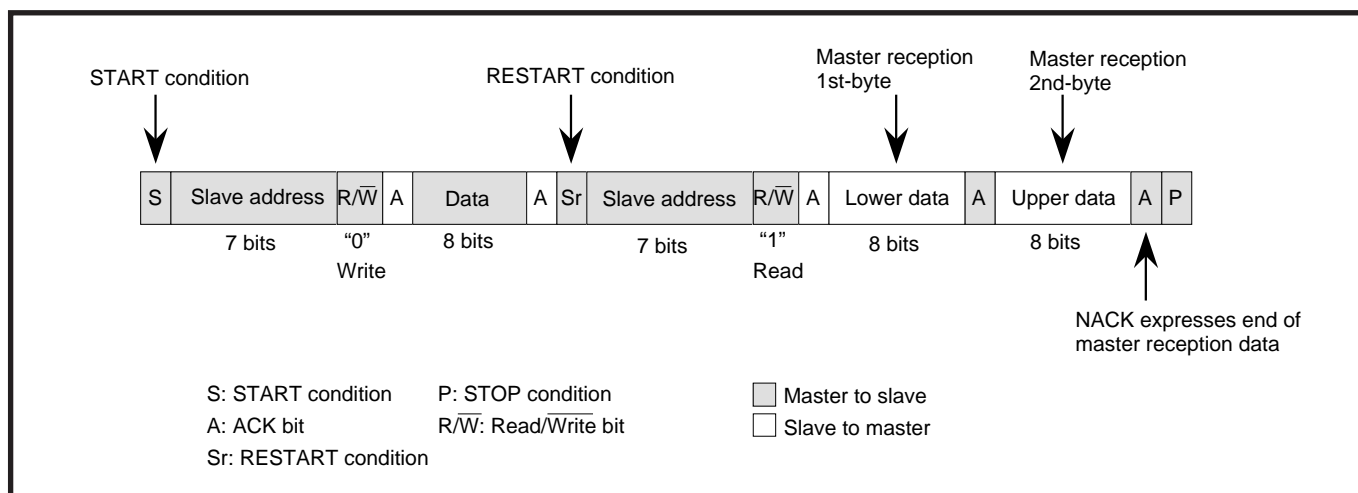 START condition
RESTART condition
Master reception
1st-byte
Master reception
2nd-byte
S Slave address R/W̅ A Data A Sr Slave address R/W̅ A Lower data A Upper data A P
7 bits “0” 8 bits 7 bits “1” 8 bits 8 bits
Write Read
NACK expresses end of
master reception data
S: START condition P: STOP condition Master to slave
A: ACK bit R/W̅: Read/W̅r̅i̅t̅e̅ bit Slave to master
Sr: RESTART condition